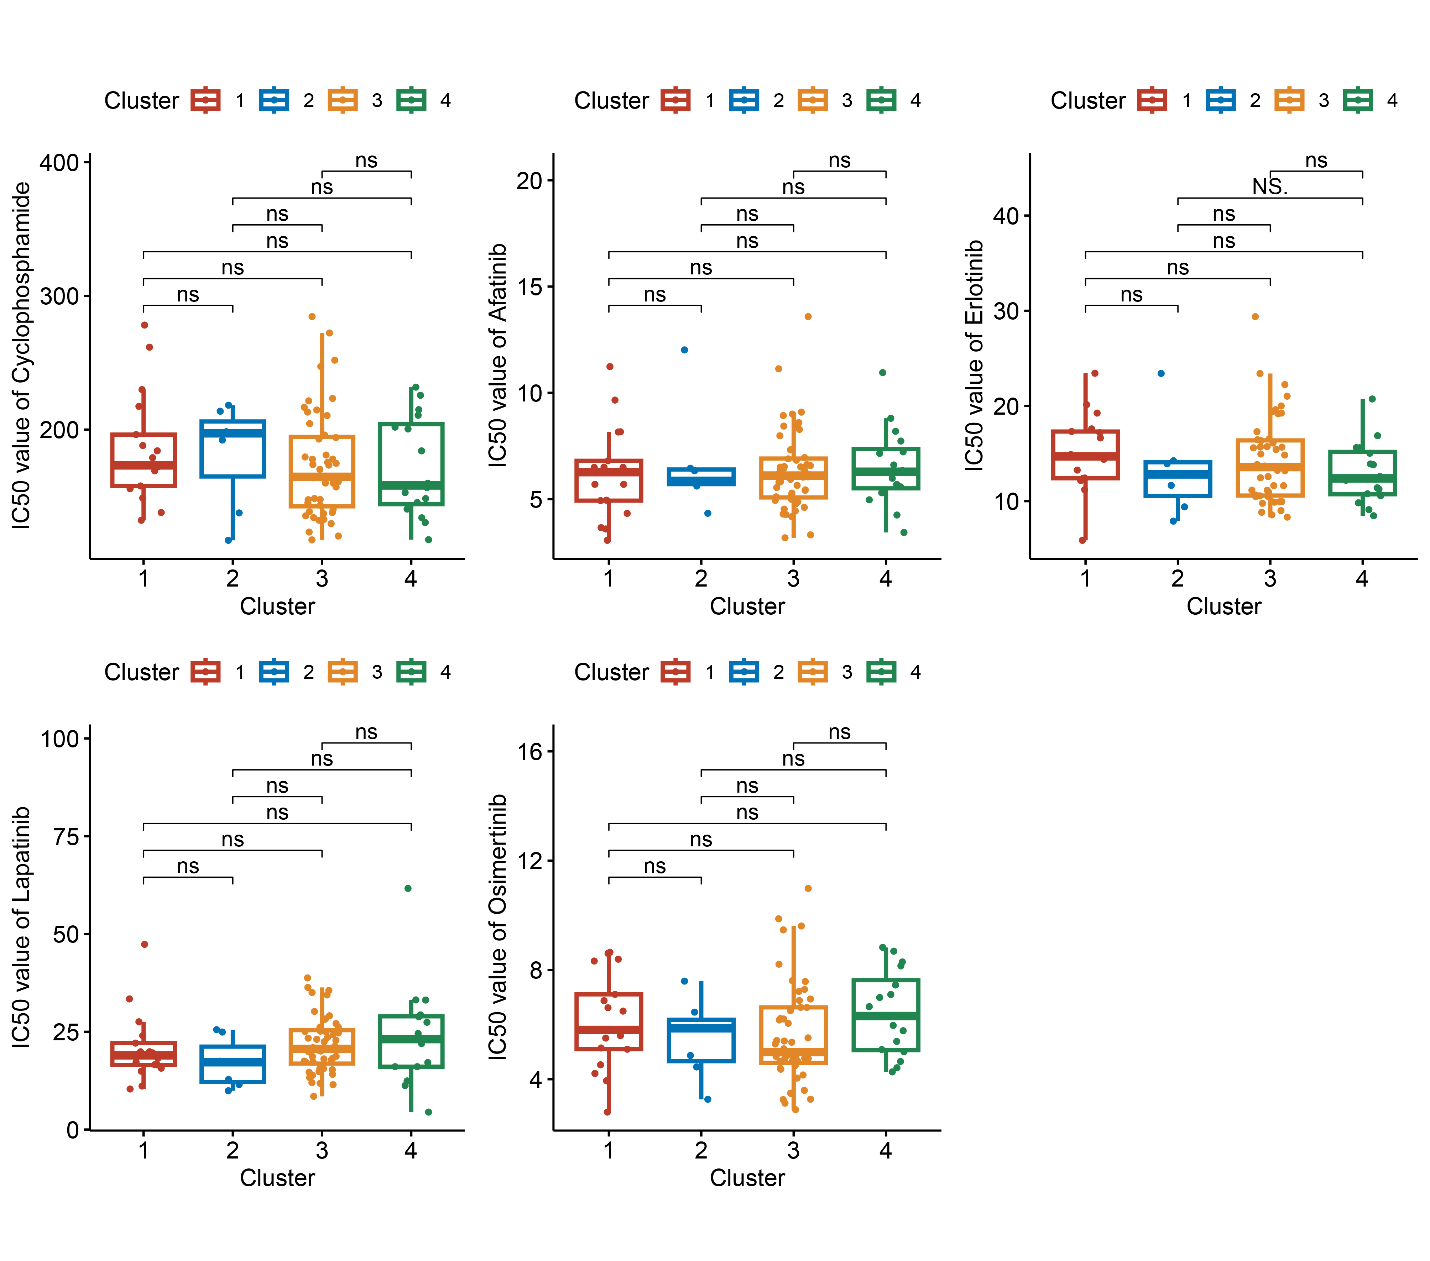 Cluster 1 2 3 4
IC50 value of Cyclophosphamide
400
300
200
ns
ns
ns
ns
ns
ns
1 2 3 4
Cluster
Cluster 1 2 3 4
IC50 value of Afatinib
20
15
10
5
ns
ns
ns
ns
ns
ns
1 2 3 4
Cluster
Cluster 1 2 3 4
IC50 value of Erlotinib
40
30
20
10
ns
NS.
ns
ns
ns
ns
1 2 3 4
Cluster
Cluster 1 2 3 4
IC50 value of Lapatinib
100
75
50
25
0
ns
ns
ns
ns
ns
ns
1 2 3 4
Cluster
Cluster 1 2 3 4
IC50 value of Osimertinib
16
12
8
4
ns
ns
ns
ns
ns
ns
1 2 3 4
Cluster